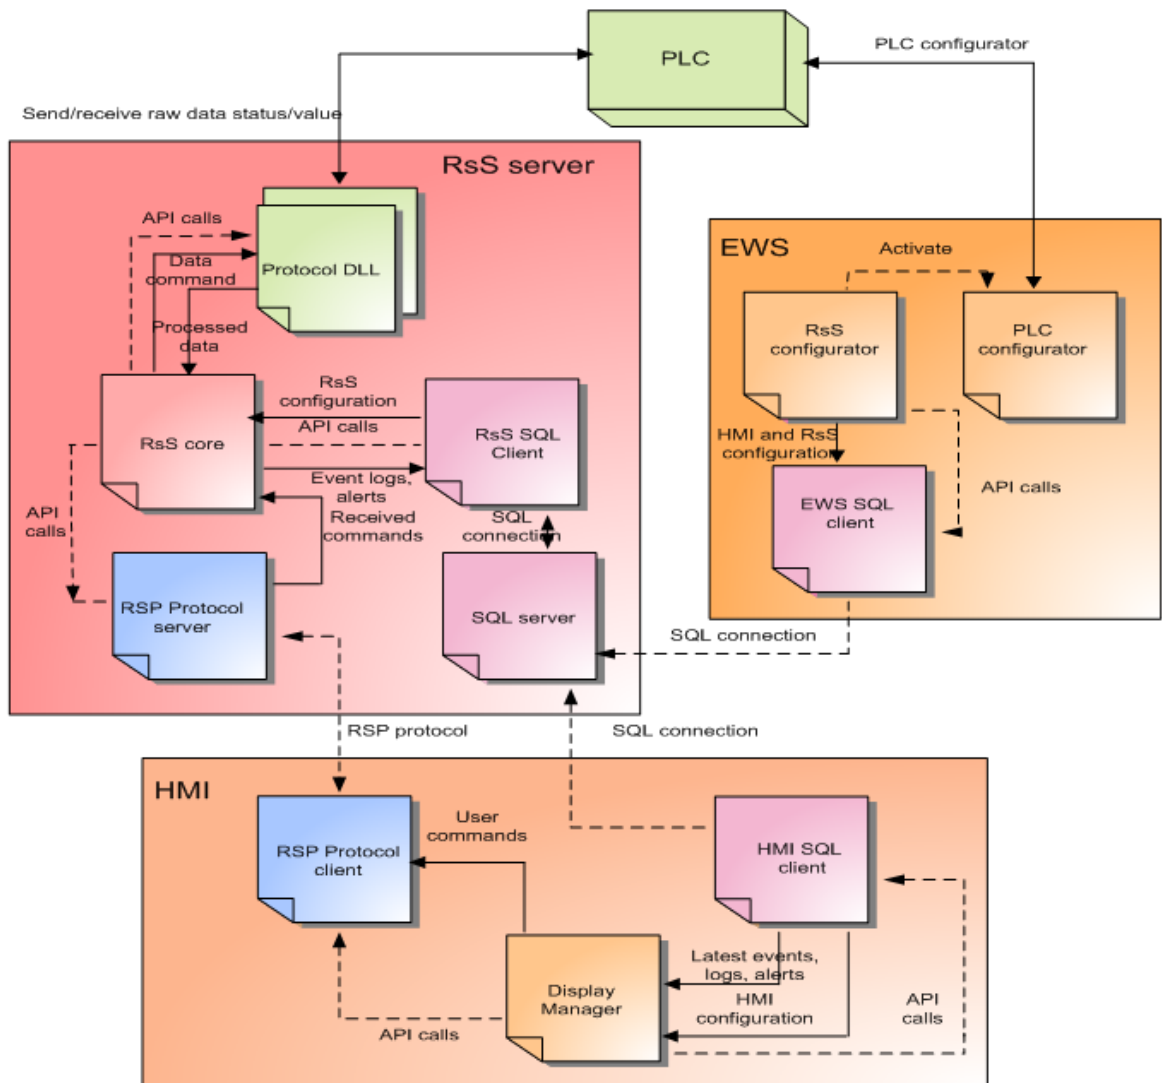 PLC
PLC configurator
Send/receive raw data status/value
RsS server
API calls
Data
command
Protocol DLL
Processed
data
RsS
configuration
API calls
RsS core
RsS SQL
Client
Event logs,
alerts
Received
commands
API
calls
SQL
connection
RSP Protocol
server
SQL server
EWS
Activate
RsS
configurator
PLC
configurator
HMI and RsS
configuration
API calls
EWS SQL
client
SQL connection
RSP protocol
SQL connection
HMI
User
commands
RSP Protocol
client
HMI SQL
client
Latest events,
logs, alerts
Display
Manager
HMI
configuration
API
calls
API calls